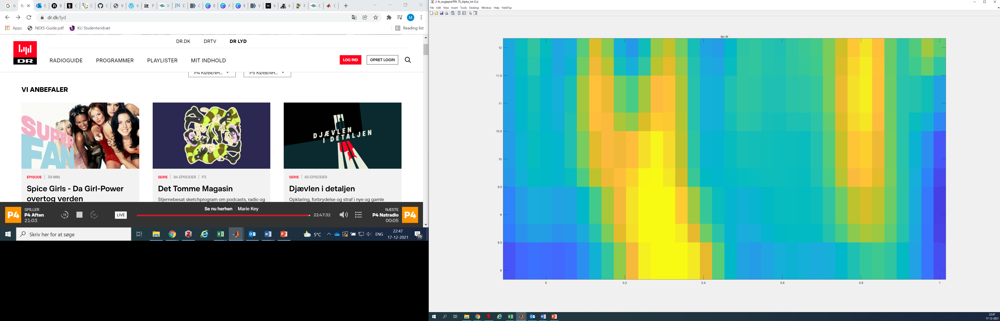 dr.dk/lyd
Apps
NEXS-Guide.pdf
KU Studenteridræt
Reading list
DR.DK
DRTV
DR LYD
DR
RADIOGUIDE
PROGRAMMER
PLAYLISTER
MIT INDHOLD
LOG IND
OPRET LOGIN
P4 KØBENH...
P5 KØBENH...
VI ANBEFALER
SUPER
FAN
DJÆVLEN
I DETALJEN
EPISODE
39 MIN.
Spice Girls - Da Girl-Power
overtog verden
SERIE
94 EPISODER
P3
Det Tomme Magasin
Stjernebesat sketchprogram om podcasts, radio og
SERIE
60 EPISODER
Djævlen i detaljen
Opklaring, forbrydelse og straf i nye og gamle
P4
SPILLER
P4 Aften
21:03
15
15
LIVE
Se nu herhen
Marie Key
22:47:32
NÆSTE
P4 Natradio
00:05
P4
Skriv her for at søge
5°C
ENG
22:47
17-12-2021
19
2: ft_singleplotTFR: TS_Alpha_Int (Cz)
File Edit View Insert Tools Desktop Window Help FieldTrip
Cz / 31
12
11.5
11
10.5
10
9.5
9
8.5
8
0
0.2
0.4
0.6
0.8
1
22:47
17-12-2021